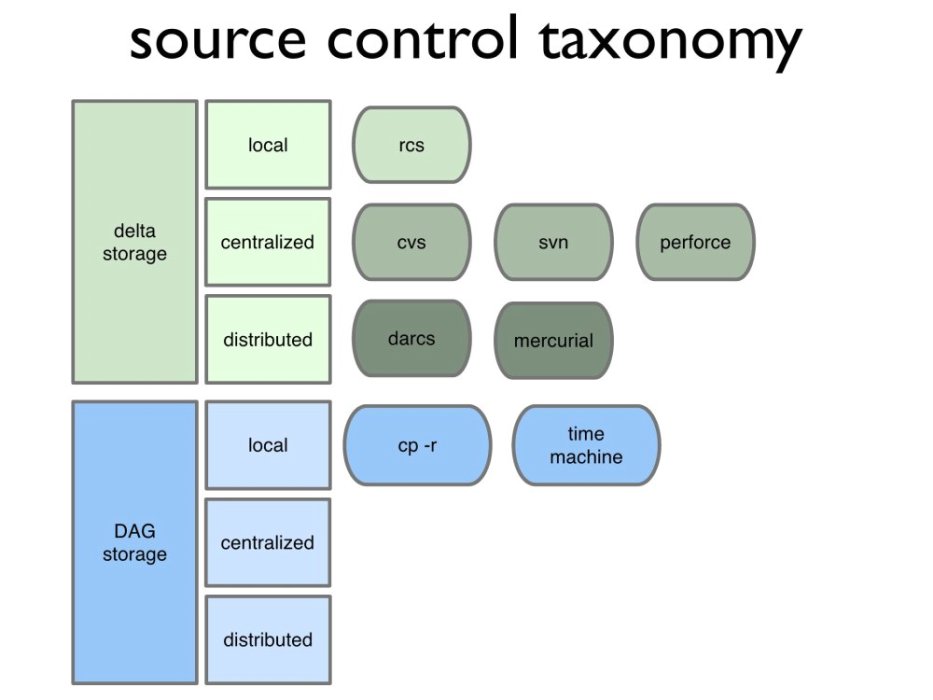 source control taxonomy
delta
storage
local
rcs
centralized
cvs
svn
perforce
distributed
darcs
mercurial
DAG
storage
local
cp -r
time
machine
centralized
distributed